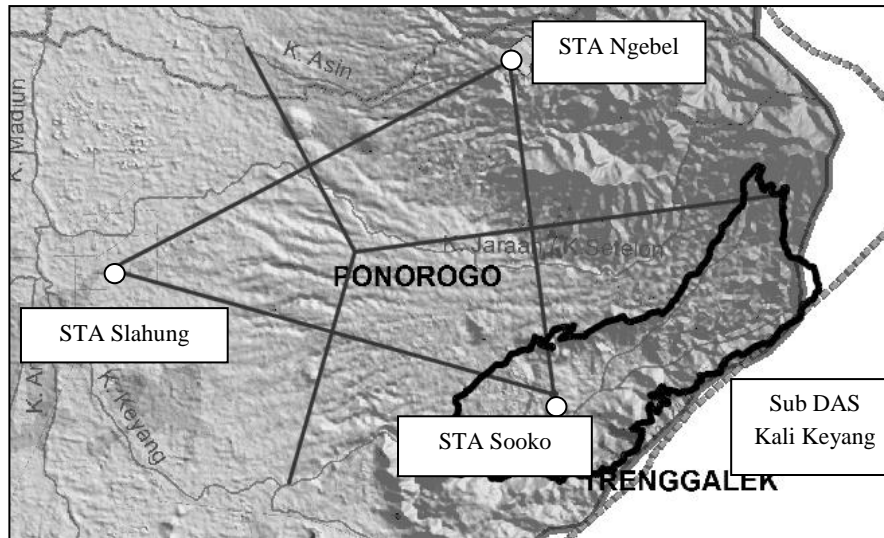 STA Ngebel
K. Asin
K. Madiun
K. Jaraan / K.Setelon
PONOROGO
STA Slahung
K. Keyang
STA Sooko
Sub DAS
Kali Keyang
TRENGGALEK